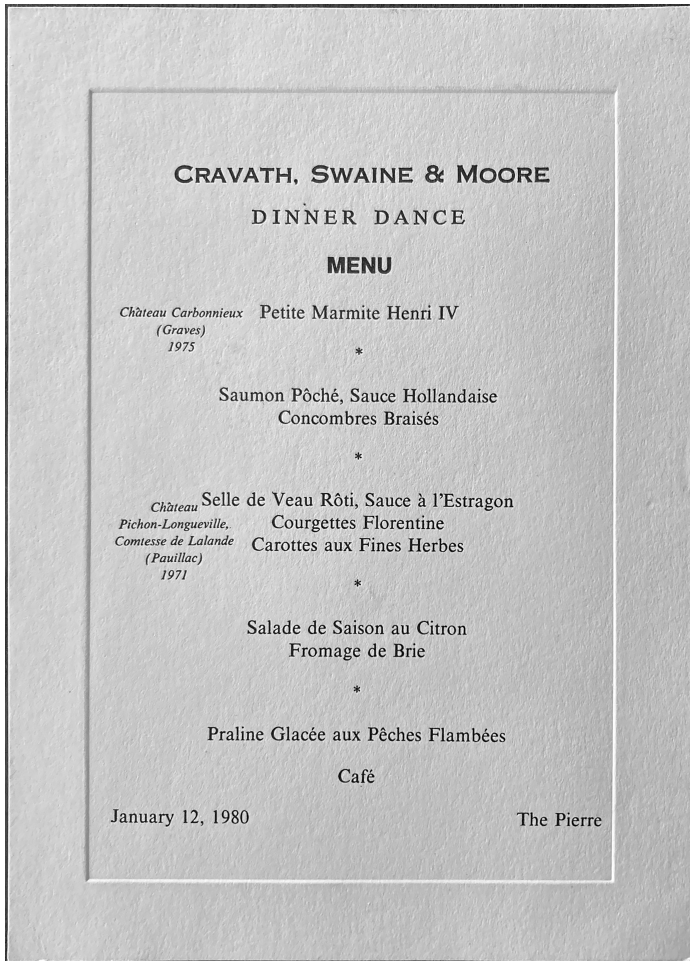 CRAVATH, SWAINE & MOORE
DINNER DANCE
MENU
Château Carbonnieux
(Graves)
1975
Petite Marmite Henri IV
*
Saumon Pôché, Sauce Hollandaise
Concombres Braisés
*
Château
Pichon-Longueville,
Comtesse de Lalande
(Pauillac)
1971
Selle de Veau Rôti, Sauce à l'Estragon
Courgettes Florentine
Carottes aux Fines Herbes
*
Salade de Saison au Citron
Fromage de Brie
*
Praline Glacée aux Pêches Flambées
Café
January 12, 1980
The Pierre